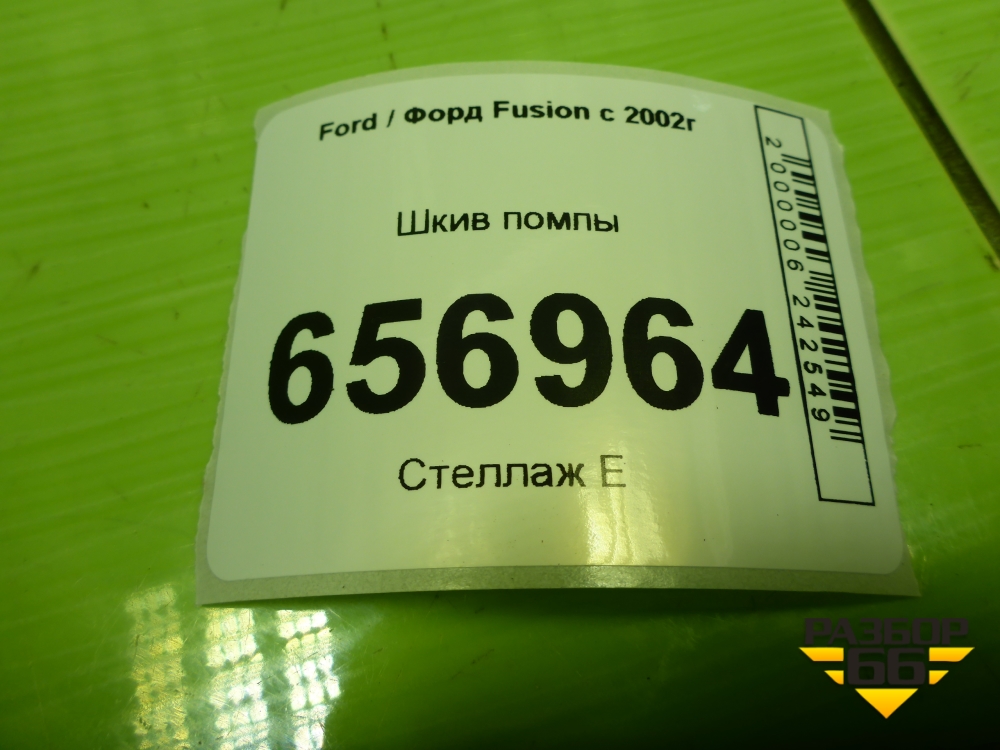 Ford / Форд Fusion с 2002г
Шкив помпы
656964
Стеллаж Е
2000006242549
РАЗБОР
66